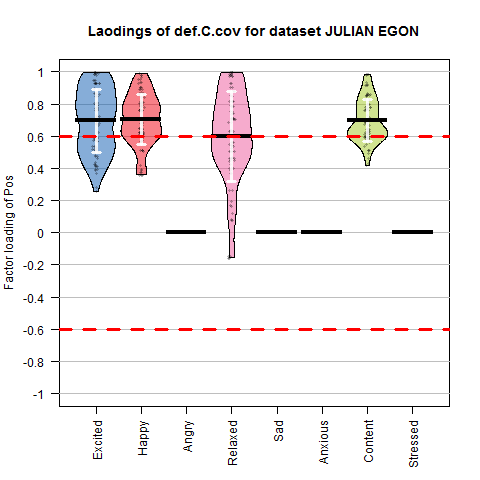 Laodings of def.C.cov for dataset JULIAN EGON
Factor loading of Pos
1
0.8
0.6
0.4
0.2
0
-0.2
-0.4
-0.6
-0.8
-1
Excited
Happy
Angry
Relaxed
Sad
Anxious
Content
Stressed